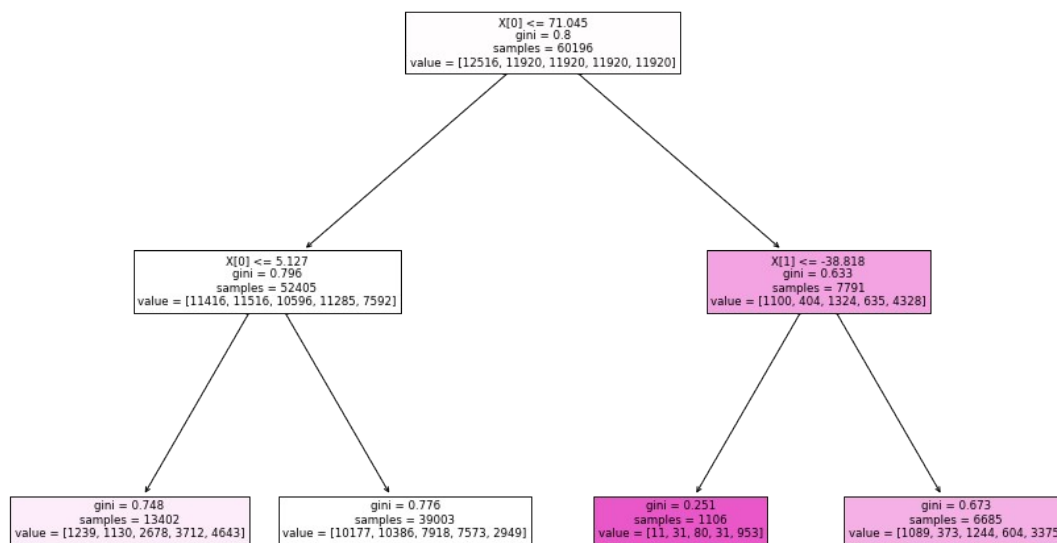 X[0] <= 71.045
gini = 0.8
samples = 60196
value = [12516, 11920, 11920, 11920, 11920]
X[0] <= 5.127
gini = 0.796
samples = 52405
value = [11416, 11516, 10596, 11285, 7592]
X[1] <= -38.818
gini = 0.633
samples = 7791
value = [1100, 404, 1324, 635, 4328]
gini = 0.748
samples = 13402
value = [1239, 1130, 2678, 3712, 4643]
gini = 0.776
samples = 39003
value = [10177, 10386, 7918, 7573, 2949]
gini = 0.251
samples = 1106
value = [11, 31, 80, 31, 953]
gini = 0.673
samples = 6685
value = [1089, 373, 1244, 604, 3375]